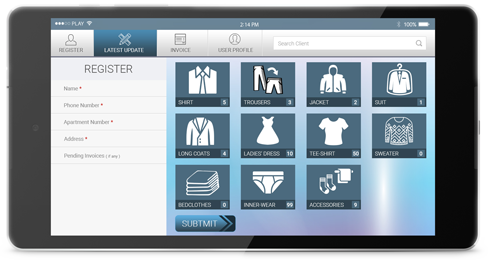 PLAY
2:14 PM
100%
REGISTER
LATEST UPDATE
INVOICE
USER PROFILE
Search Client
REGISTER
Name *
Phone Number *
Apartment Number *
Address *
Pending Invoices ( if any )
SHIRT 5
TROUSERS 3
JACKET 2
SUIT 1
LONG COATS 4
LADIES' DRESS 10
TEE-SHIRT 50
SWEATER 0
BEDCLOTHES 0
INNER-WEAR 99
ACCESSORIES 9
SUBTMIT